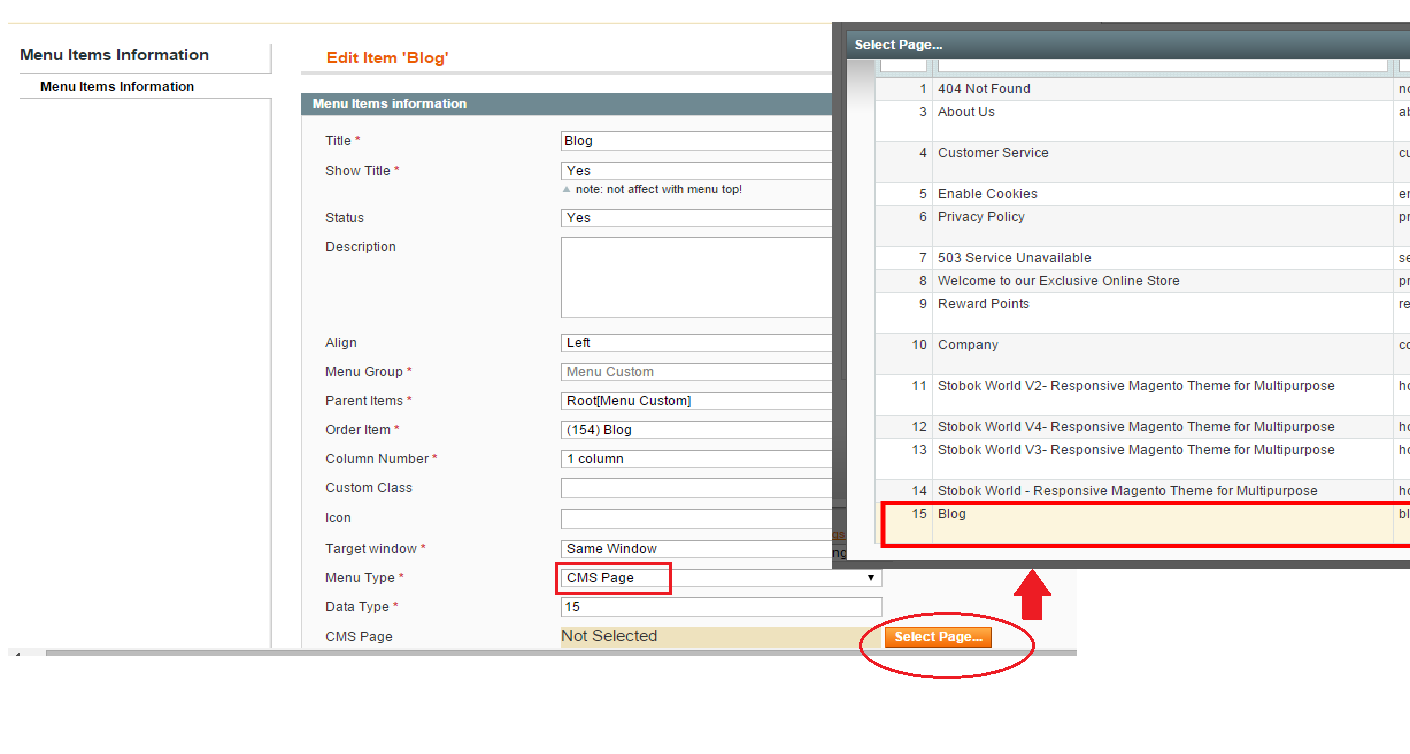 Menu Items Information
Menu Items Information
Edit Item 'Blog'
Menu Items information
Title * Blog
Show Title * Yes
note: not affect with menu top!
Status Yes
Description
Align Left
Menu Group * Menu Custom
Parent Items * Root[Menu Custom]
Order Item * (154) Blog
Column Number * 1 column
Custom Class
Icon
Target window * Same Window
Menu Type * CMS Page
Data Type * 15
CMS Page Not Selected Select Page...
Select Page...
1 404 Not Found no
3 About Us ab
4 Customer Service cu
5 Enable Cookies en
6 Privacy Policy pr
7 503 Service Unavailable se
8 Welcome to our Exclusive Online Store pr
9 Reward Points re
10 Company co
11 Stobok World V2- Responsive Magento Theme for Multipurpose ho
12 Stobok World V4- Responsive Magento Theme for Multipurpose ho
13 Stobok World V3- Responsive Magento Theme for Multipurpose ho
14 Stobok World - Responsive Magento Theme for Multipurpose ho
15 Blog bl